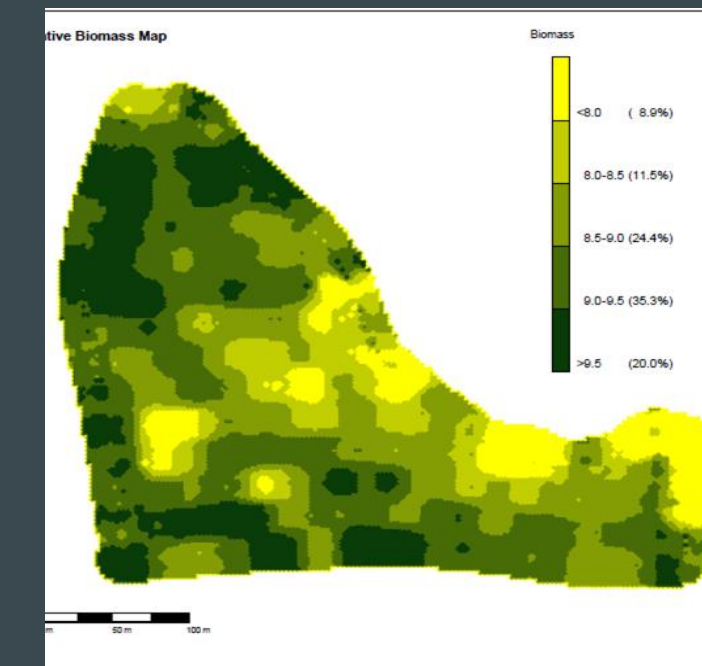 tive Biomass Map
Biomass
<8.0 ( 8.9%)
8.0-8.5 (11.5%)
8.5-9.0 (24.4%)
9.0-9.5 (35.3%)
>9.5 (20.0%)
m 50 m 100 m